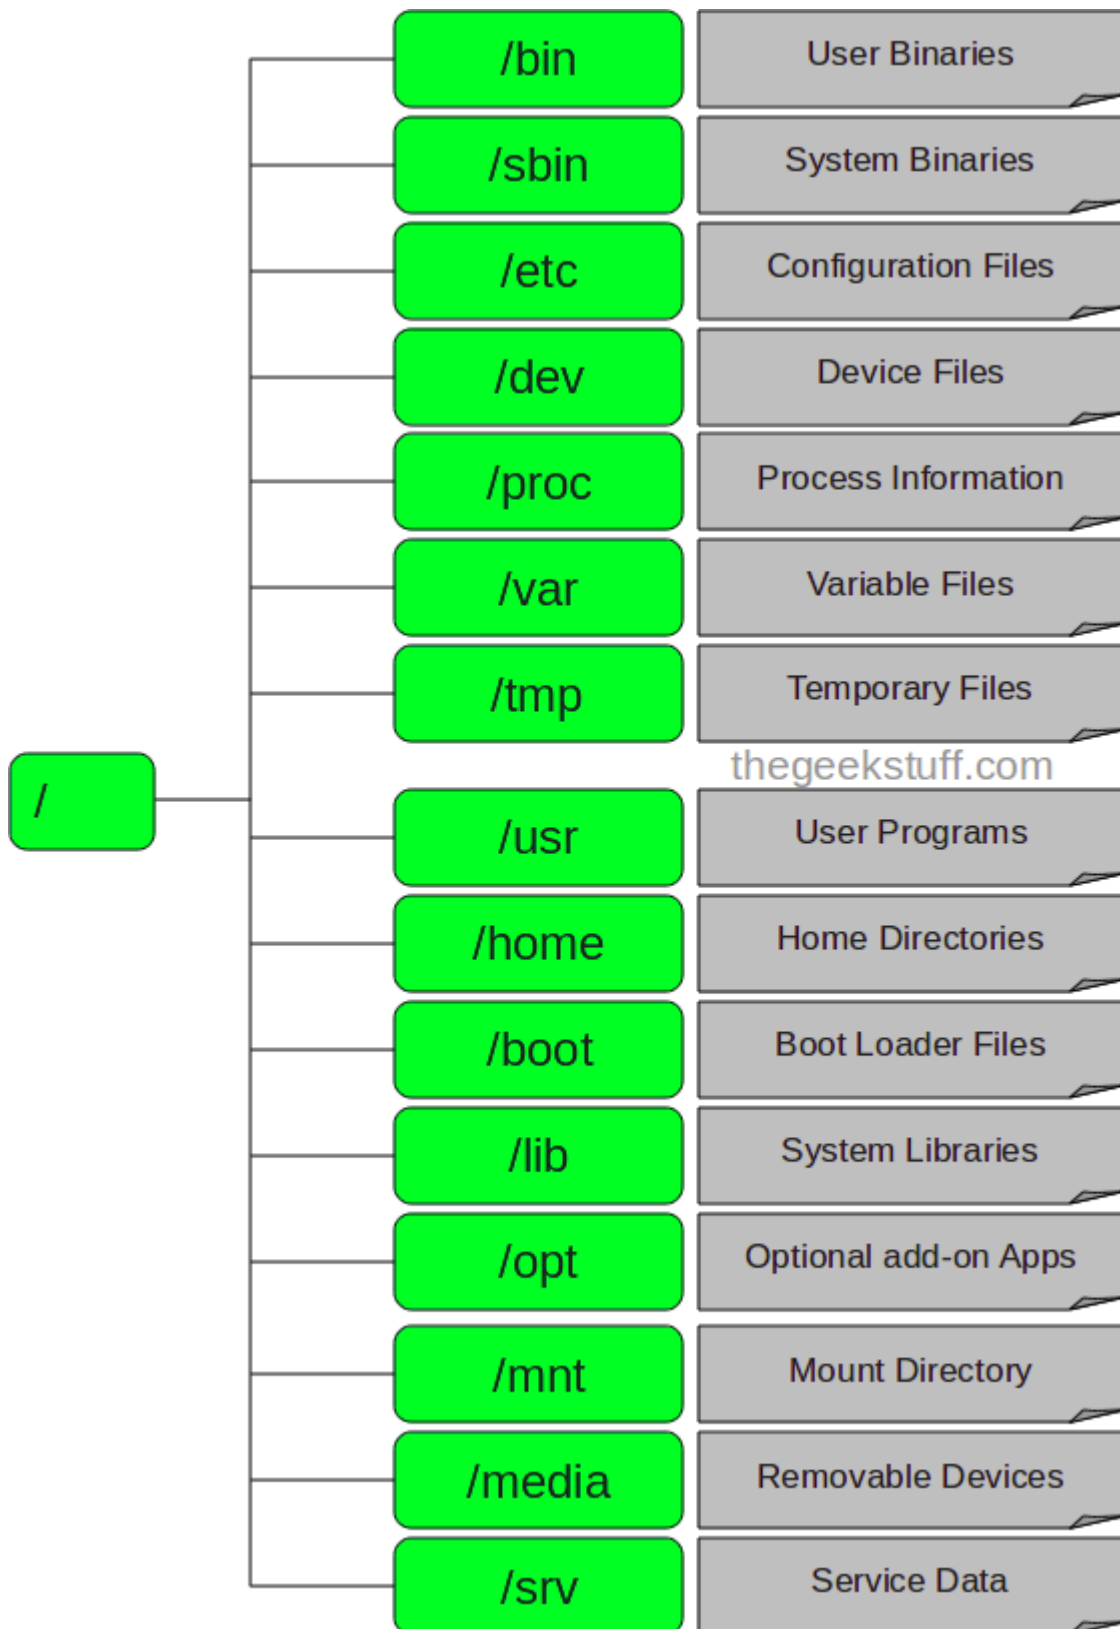 /bin User Binaries
/sbin System Binaries
/etc Configuration Files
/dev Device Files
/proc Process Information
/var Variable Files
/tmp Temporary Files
thegeekstuff.com
/
/usr User Programs
/home Home Directories
/boot Boot Loader Files
/lib System Libraries
/opt Optional add-on Apps
/mnt Mount Directory
/media Removable Devices
/srv Service Data